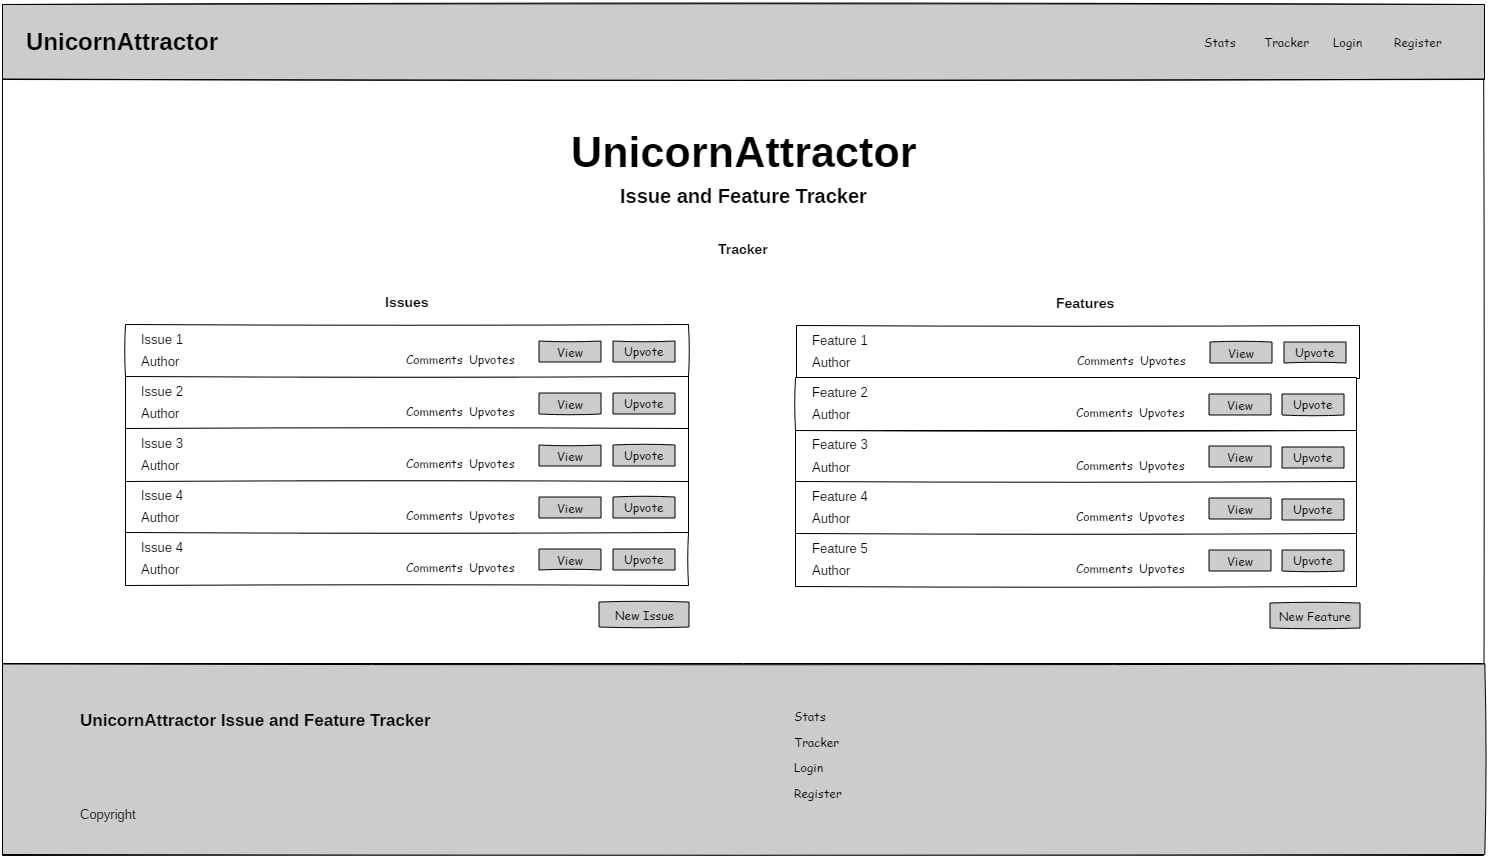 UnicornAttractor
Stats Tracker Login Register
UnicornAttractor
Issue and Feature Tracker
Tracker
Issues
Issue 1
Author Comments Upvotes View Upvote
Issue 2
Author Comments Upvotes View Upvote
Issue 3
Author Comments Upvotes View Upvote
Issue 4
Author Comments Upvotes View Upvote
Issue 4
Author Comments Upvotes View Upvote
New Issue
Features
Feature 1
Author Comments Upvotes View Upvote
Feature 2
Author Comments Upvotes View Upvote
Feature 3
Author Comments Upvotes View Upvote
Feature 4
Author Comments Upvotes View Upvote
Feature 5
Author Comments Upvotes View Upvote
New Feature
UnicornAttractor Issue and Feature Tracker
Copyright
Stats
Tracker
Login
Register